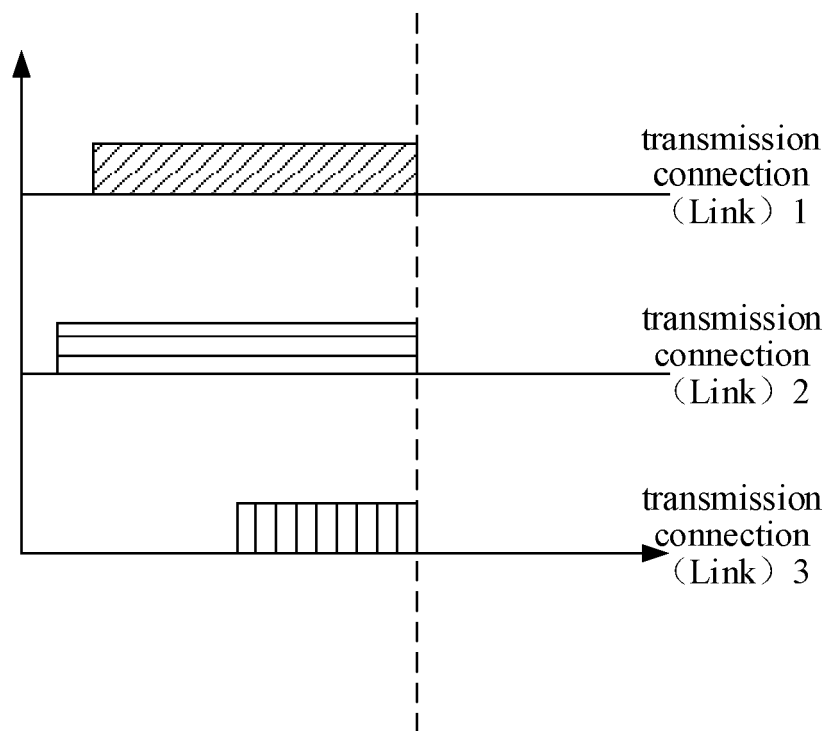 transmission
connection
（Link）1
transmission
connection
（Link）2
transmission
connection
（Link）3